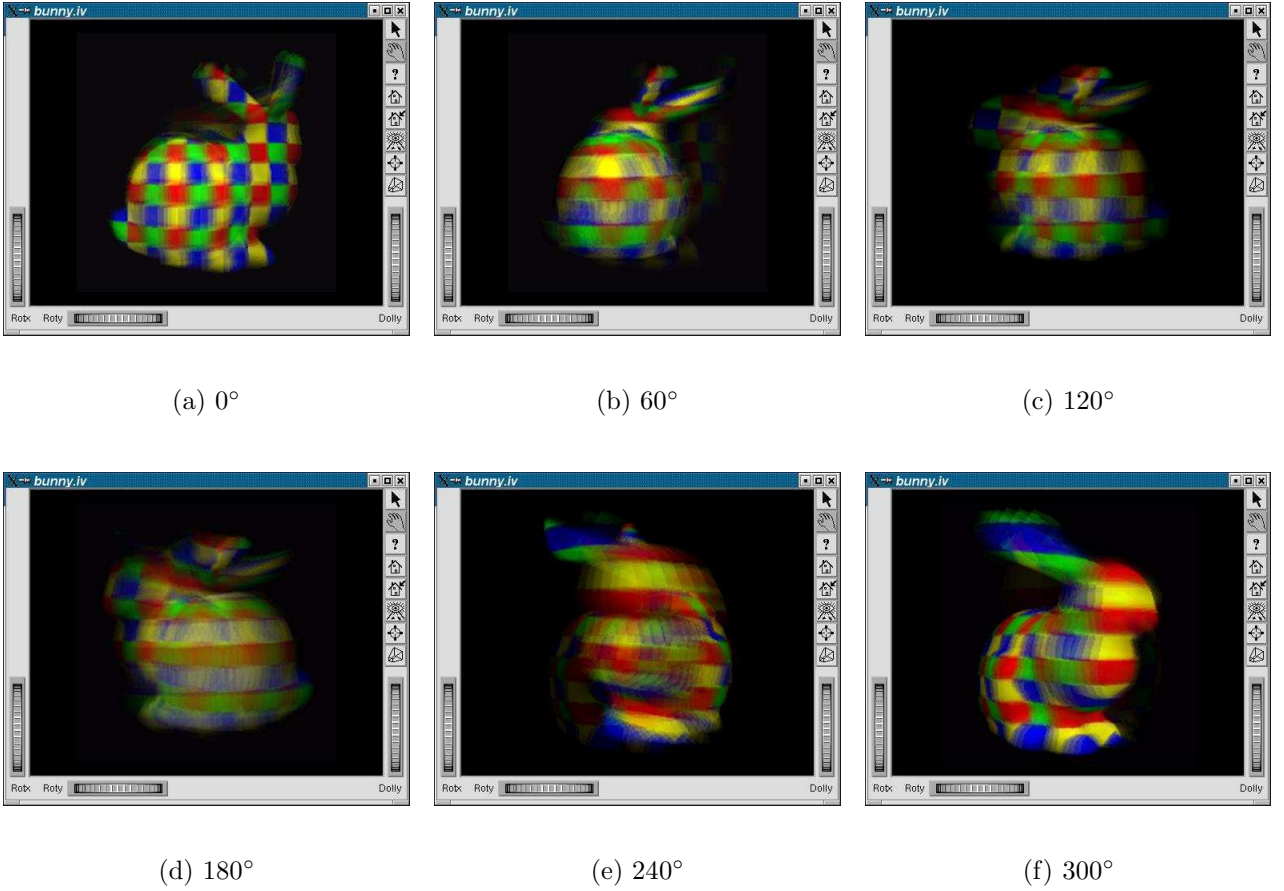 bunny.iv
bunny.iv
bunny.iv
?
?
?
Rotx Roty Dolly
Rotx Roty Dolly
Rotx Roty Dolly
(a) 0°
(b) 60°
(c) 120°
bunny.iv
bunny.iv
bunny.iv
?
?
?
Rotx Roty Dolly
Rotx Roty Dolly
Rotx Roty Dolly
(d) 180°
(e) 240°
(f) 300°